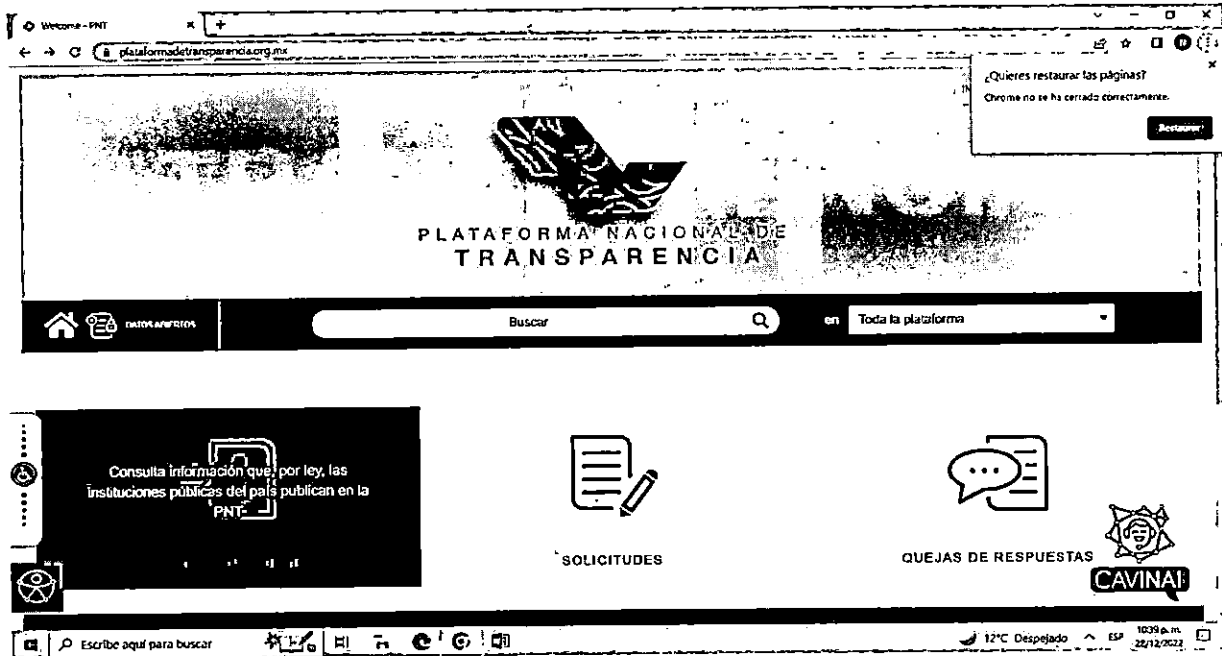 Welcome - PNT
plataformadetransparencia.org.mx
¿Quieres restaurar las páginas?
Chrome no se ha cerrado correctamente.
Restaurar
PLATAFORMA NACIONAL DE
TRANSPARENCIA
DATOS ABIERTOS
Buscar
en
Toda la plataforma
Consulta información que, por ley, las
instituciones públicas del país publican en la
PNT
SOLICITUDES
QUEJAS DE RESPUESTAS
CAVINAI
Escribe aquí para buscar
12°C Despejado
ESP
10:39 p. m.
22/12/2022